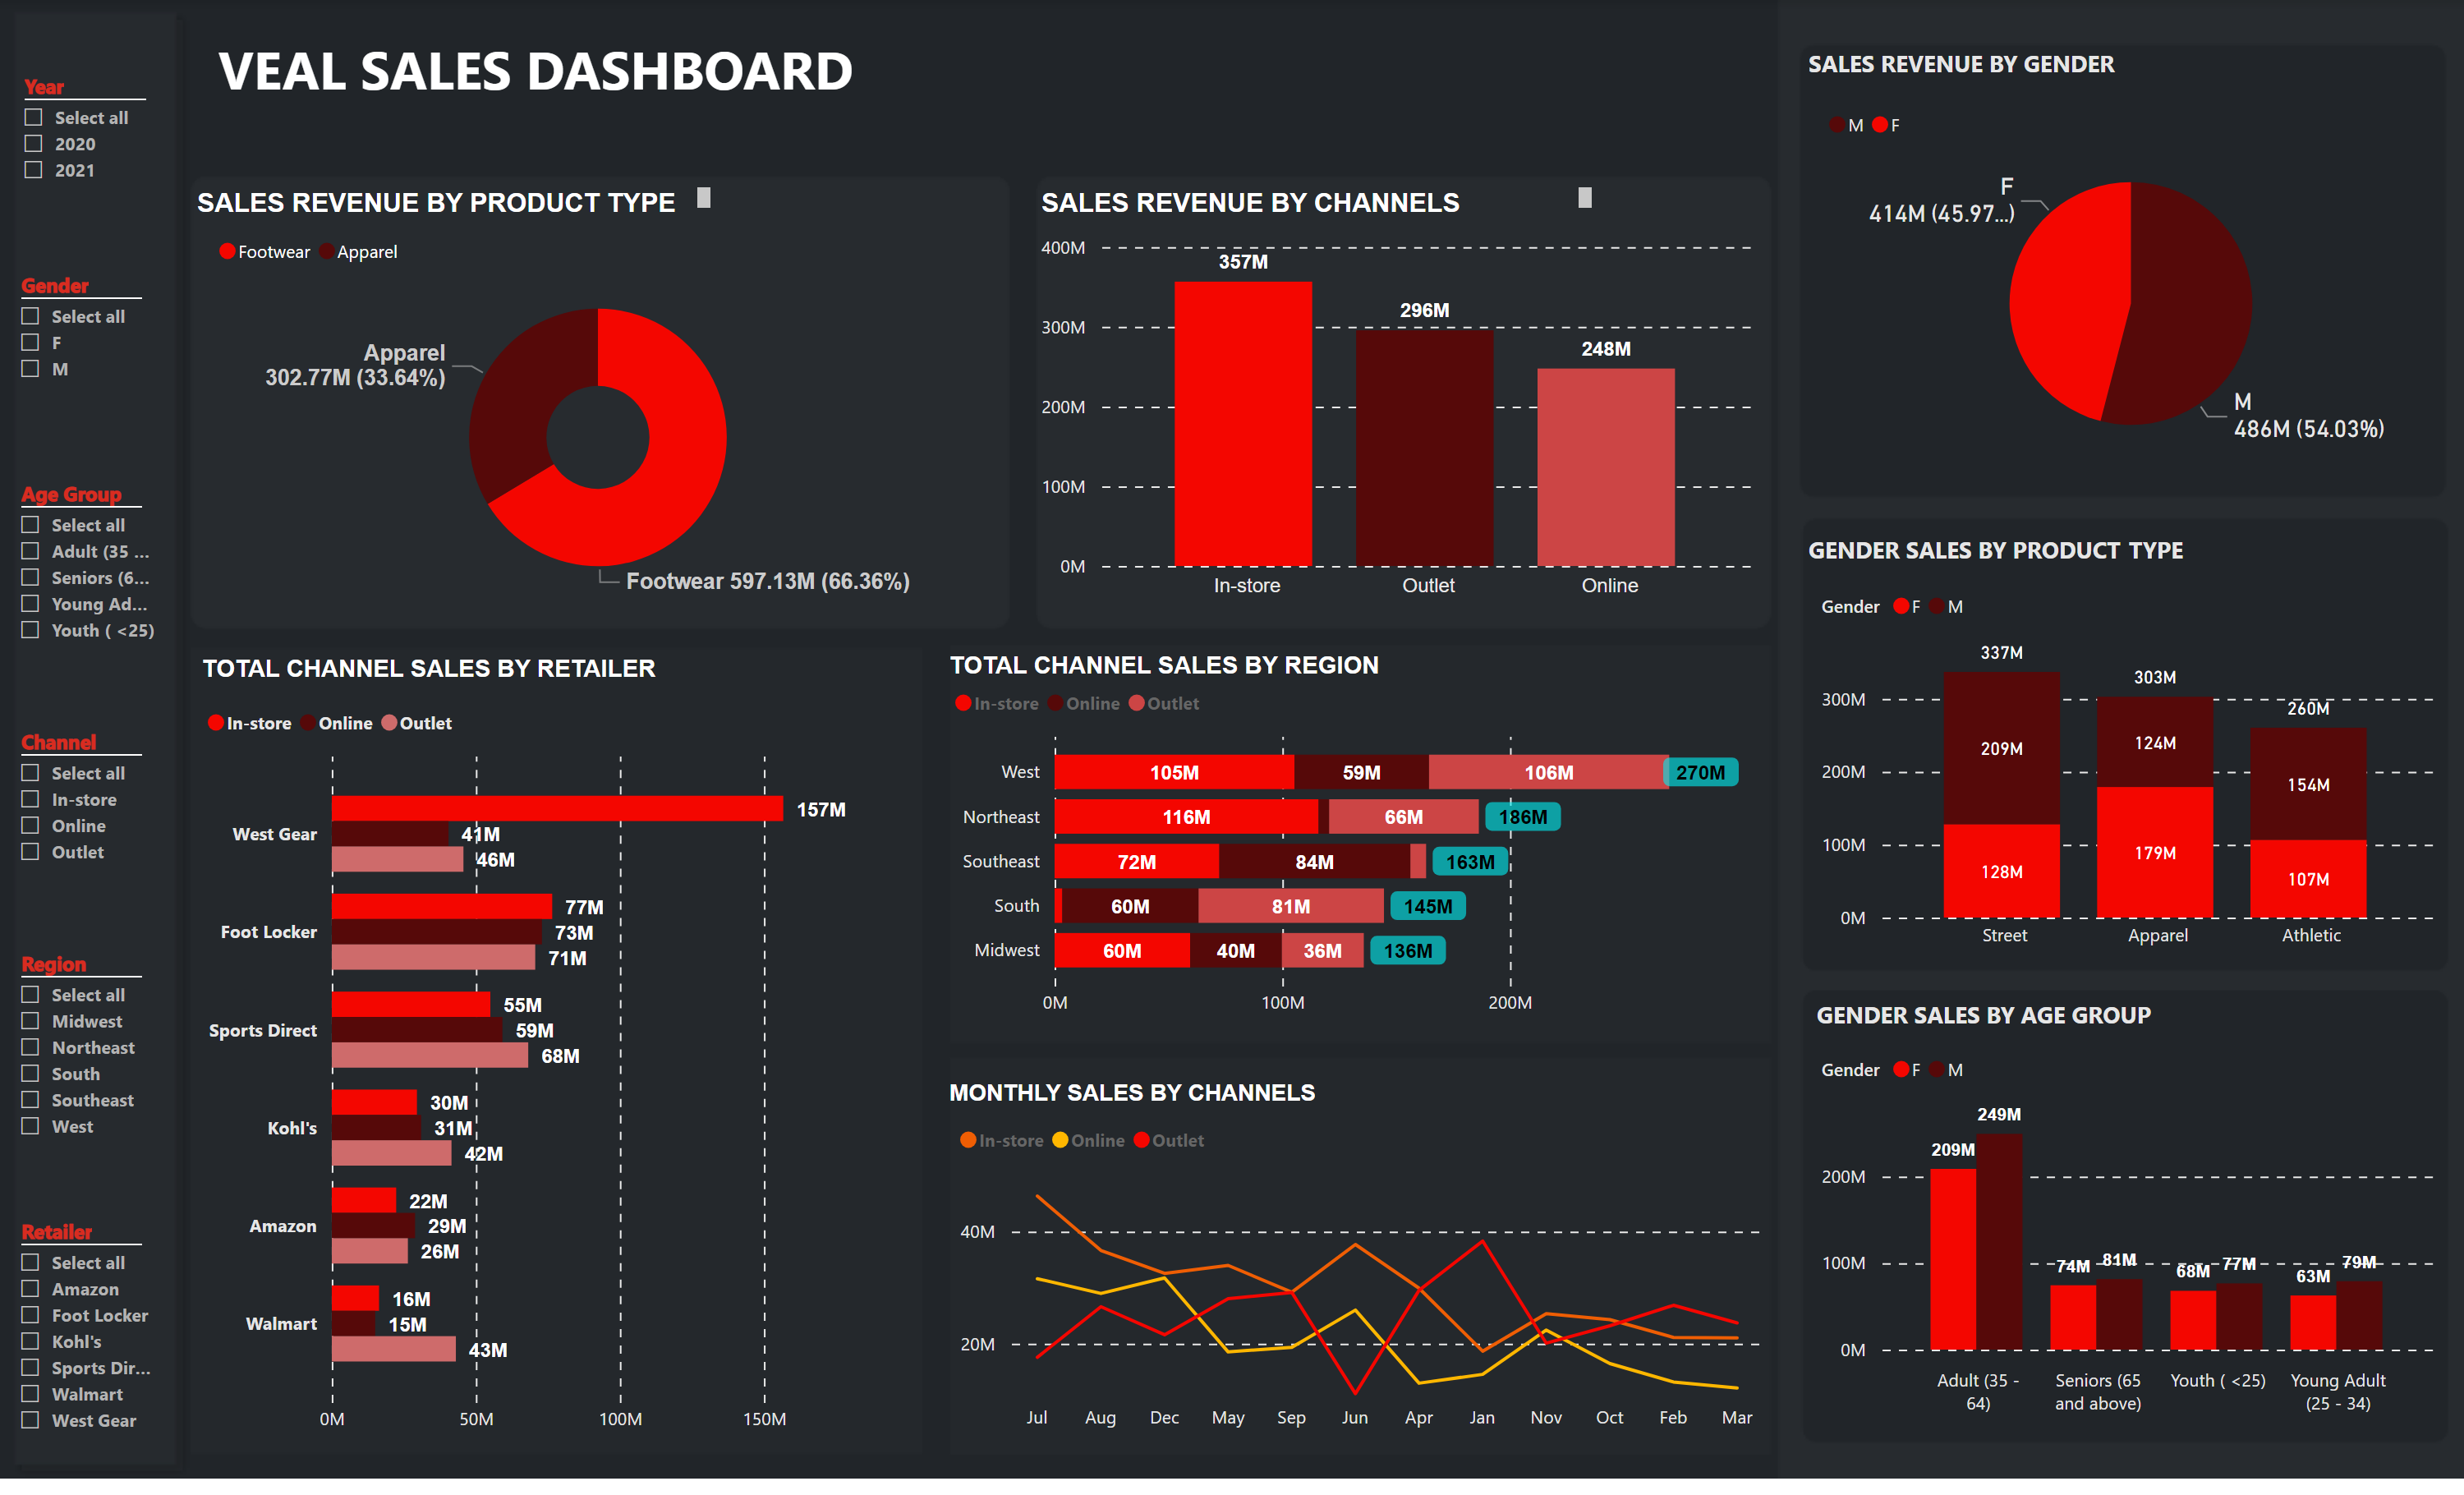 VEAL SALES DASHBOARD
Year
Select all
2020
2021
Gender
Select all
F
M
Age Group
Select all
Adult (35 ...
Seniors (6...
Young Ad...
Youth ( <25)
Channel
Select all
In-store
Online
Outlet
Region
Select all
Midwest
Northeast
South
Southeast
West
Retailer
Select all
Amazon
Foot Locker
Kohl's
Sports Dir...
Walmart
West Gear
SALES REVENUE BY PRODUCT TYPE
Footwear Apparel
Apparel
302.77M (33.64%)
Footwear 597.13M (66.36%)
SALES REVENUE BY CHANNELS
400M
300M
200M
100M
0M
357M
296M
248M
In-store Outlet Online
TOTAL CHANNEL SALES BY RETAILER
In-store Online Outlet
West Gear
157M
41M
46M
Foot Locker
77M
73M
71M
Sports Direct
55M
59M
68M
Kohl's
30M
31M
42M
Amazon
22M
29M
26M
Walmart
16M
15M
43M
0M 50M 100M 150M
TOTAL CHANNEL SALES BY REGION
In-store Online Outlet
West 105M 59M 106M 270M
Northeast 116M 66M 186M
Southeast 72M 84M 163M
South 60M 81M 145M
Midwest 60M 40M 36M 136M
0M 100M 200M
MONTHLY SALES BY CHANNELS
In-store Online Outlet
40M
20M
Jul Aug Dec May Sep Jun Apr Jan Nov Oct Feb Mar
SALES REVENUE BY GENDER
M F
F
414M (45.97...)
M
486M (54.03%)
GENDER SALES BY PRODUCT TYPE
Gender F M
300M
200M
100M
0M
337M
209M
128M
303M
124M
179M
260M
154M
107M
Street Apparel Athletic
GENDER SALES BY AGE GROUP
Gender F M
200M
100M
0M
209M 249M
74M 81M
68M 77M
63M 79M
Adult (35 -
64)
Seniors (65
and above)
Youth ( <25)
Young Adult
(25 - 34)